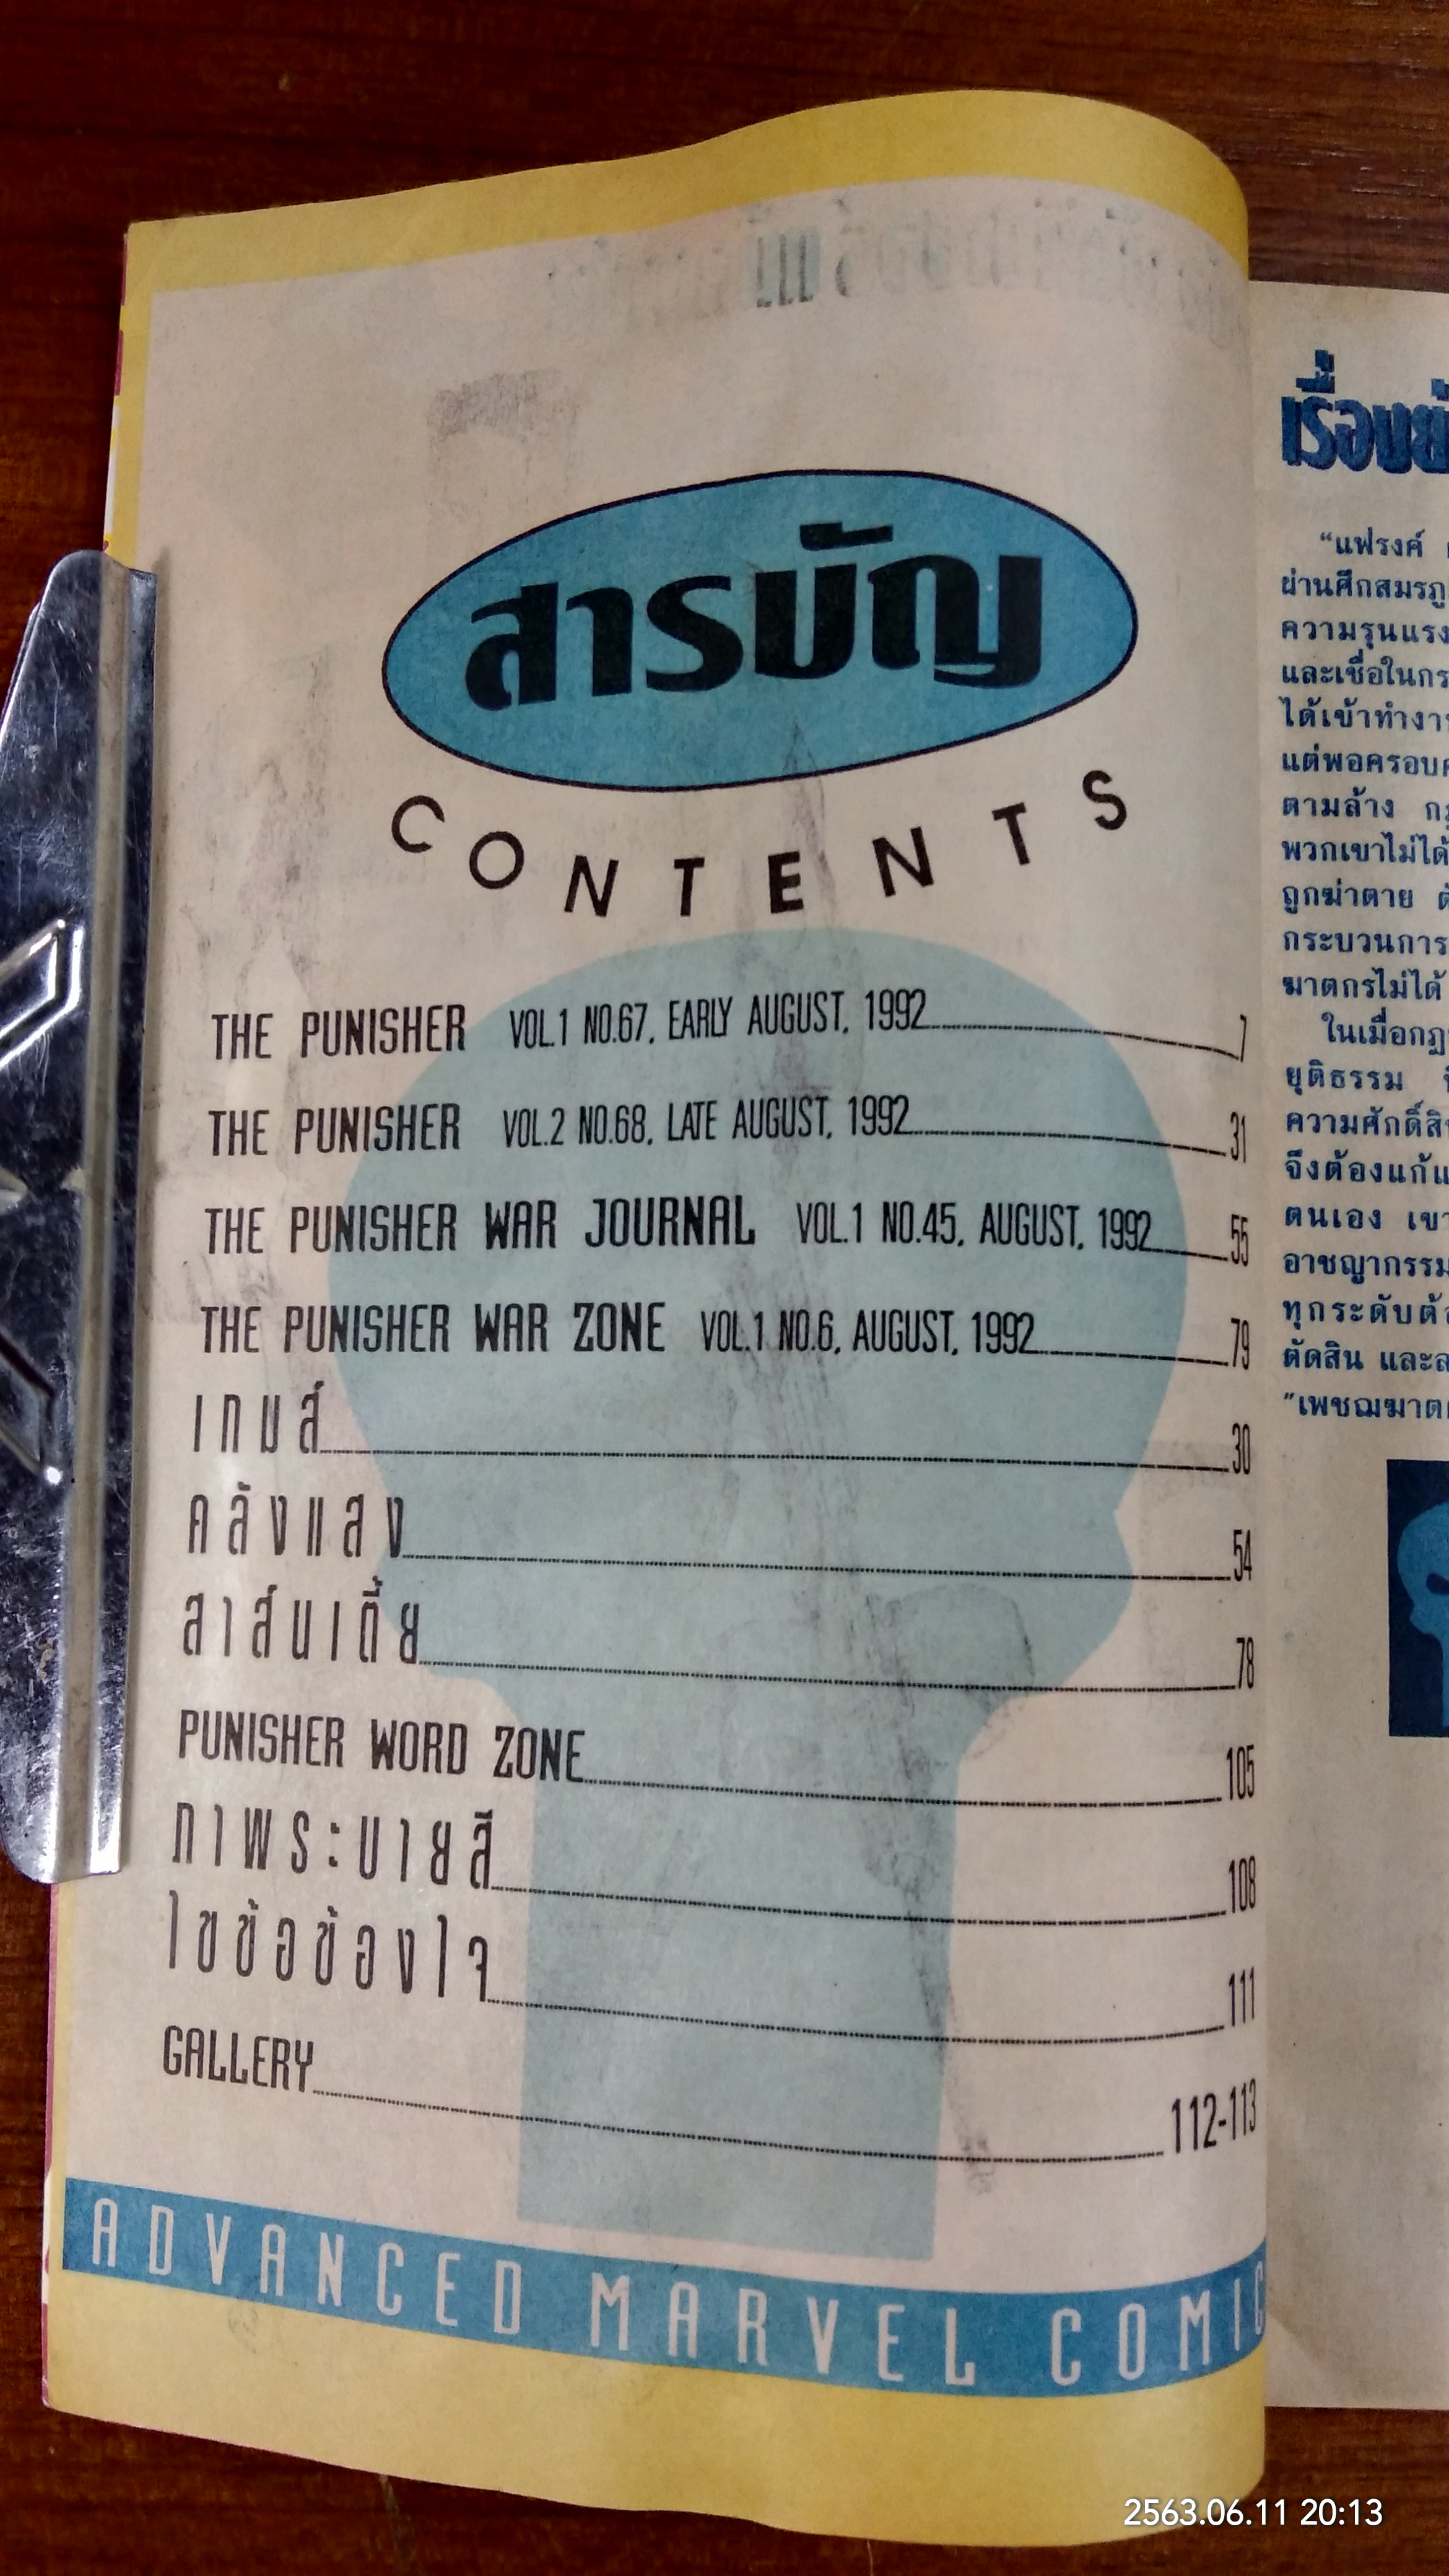 สารบัญ
CONTENTS
THE PUNISHER VOL.1 NO.67, EARLY AUGUST, 1992 7
THE PUNISHER VOL.2 NO.68, LATE AUGUST, 1992 31
THE PUNISHER WAR JOURNAL VOL.1 NO.45, AUGUST, 1992 55
THE PUNISHER WAR ZONE VOL.1 NO.6, AUGUST, 1992 79
เกมส์ 30
คลังแสง 54
สาส์นเตี้ย 78
PUNISHER WORD ZONE 105
ภาพระบายสี 108
ไขข้อข้องใจ 111
GALLERY 112-113
ADVANCED MARVEL COMIC
เรื่องย่
"แฟรงค์
ผ่านศึกสมรภู
ความรุนแรง
และเชื่อในกร
ได้เข้าทำงาน
แต่พอครอบค
ตามล้าง กฎ
พวกเขาไม่ได้
ถูกฆ่าตาย ดั
กระบวนการ
ฆาตกรไม่ได้
ในเมื่อกฎ
ยุติธรรม
ความศักดิ์สิ
จึงต้องแก้แ
ตนเอง เขา
อาชญากรรม
ทุกระดับต้อ
ตัดสิน และล
"เพชฌฆาต
2563.06.11 20:13